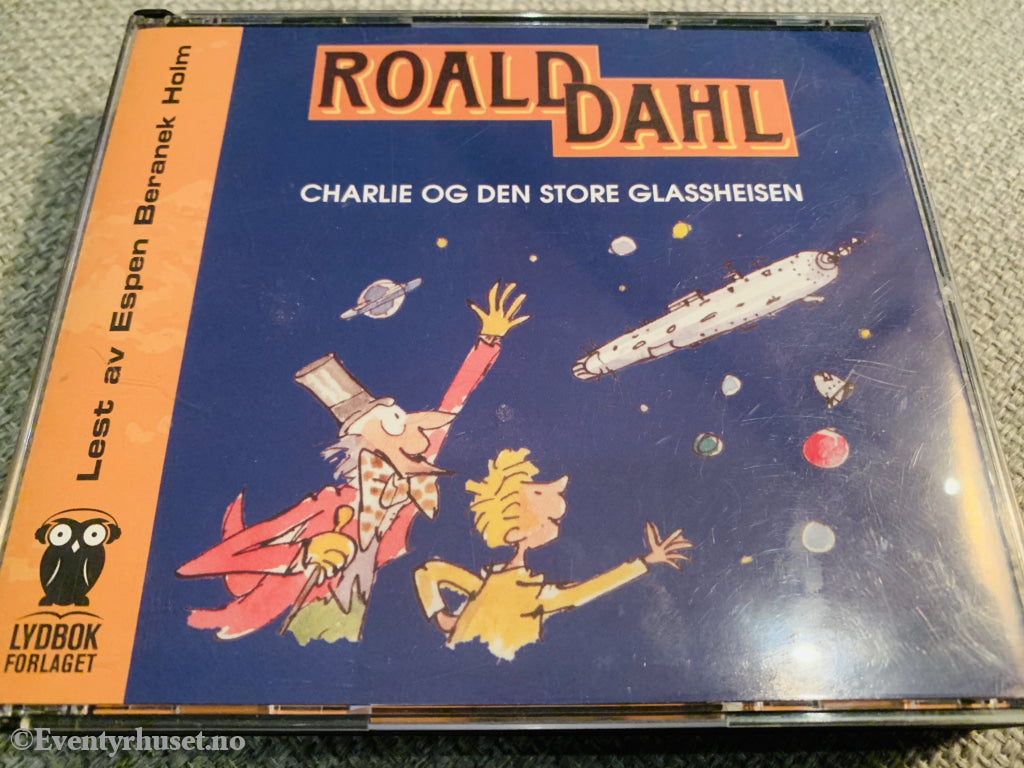 ROALD
DAHL
CHARLIE OG DEN STORE GLASSHEISEN
Lest av Espen Beranek Holm
LYDBOK
FORLAGET
©Eventyrhuset.no